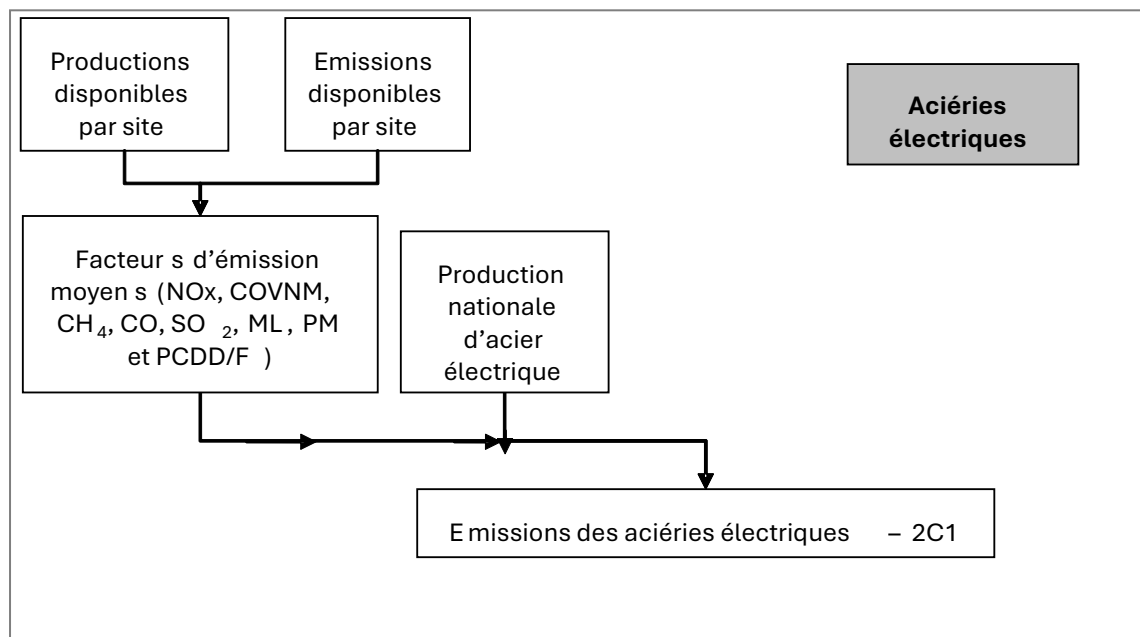 Productions
disponibles
par site
Emissions
disponibles
par site
Aciéries
électriques
Facteur s d’émission
moyen s (NOx, COVNM,
CH4, CO, SO 2, ML, PM
et PCDD/F )
Production
nationale
d’acier
électrique
E missions des aciéries électriques – 2C1